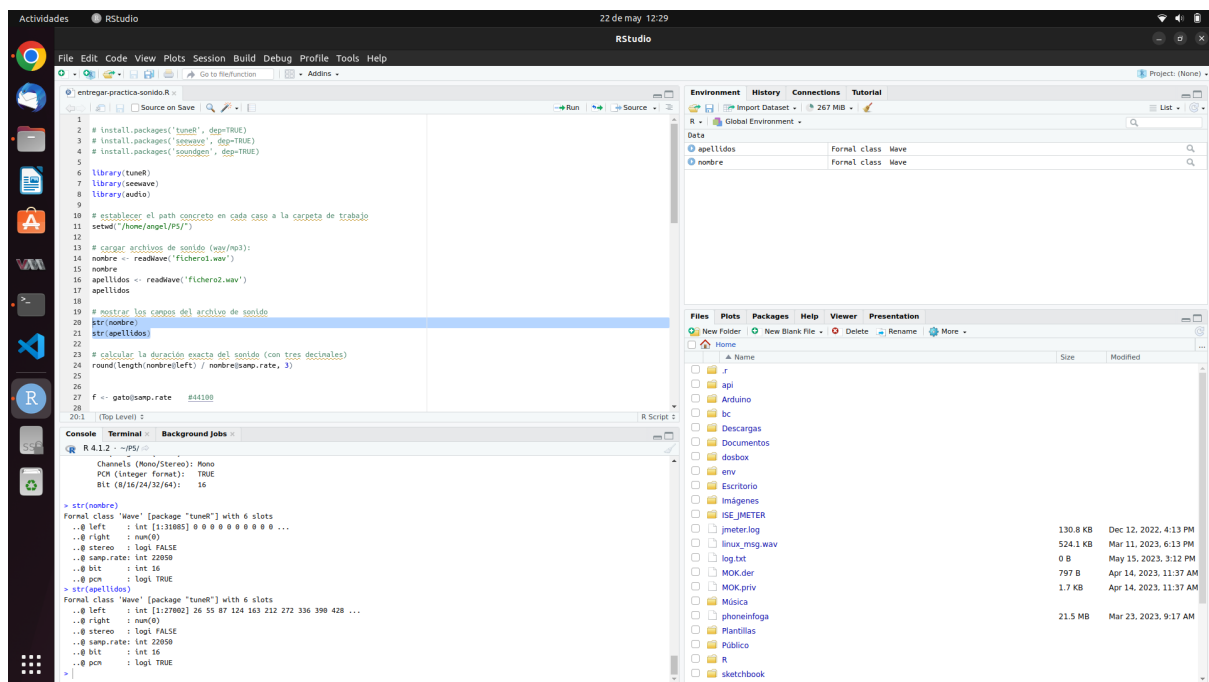 Actividades RStudio 22 de may 12:29
RStudio
File Edit Code View Plots Session Build Debug Profile Tools Help
Go to file/function Addins Project: (None)
entregar-practica-sonido.R
Source on Save Run Source
1
2 # install.packages('tuneR', dep=TRUE)
3 # install.packages('seewave', dep=TRUE)
4 # install.packages('soundgen', dep=TRUE)
5
6 library(tuneR)
7 library(seewave)
8 library(audio)
9
10 # establecer el path concreto en cada caso a la carpeta de trabajo
11 setwd("/home/angel/P5/")
12
13 # cargar archivos de sonido (wav/mp3):
14 nombre <- readWave('fichero1.wav')
15 nombre
16 apellidos <- readWave('fichero2.wav')
17 apellidos
18
19 # mostrar los campos del archivo de sonido
20 str(nombre)
21 str(apellidos)
22
23 # calcular la duración exacta del sonido (con tres decimales)
24 round(length(nombre@left) / nombre@samp.rate, 3)
25
26
27 f <- gato@samp.rate #44100
28
20:1 (Top Level) R Script
Console Terminal Background Jobs
R 4.1.2 · ~/P5/
Channels (Mono/Stereo): Mono
PCM (integer format): TRUE
Bit (8/16/24/32/64): 16
> str(nombre)
Formal class 'Wave' [package "tuneR"] with 6 slots
..@ left : int [1:31085] 0 0 0 0 0 0 0 0 0 0 ...
..@ right : num(0)
..@ stereo : logi FALSE
..@ samp.rate: int 22050
..@ bit : int 16
..@ pcm : logi TRUE
> str(apellidos)
Formal class 'Wave' [package "tuneR"] with 6 slots
..@ left : int [1:27002] 26 55 87 124 163 212 272 336 390 428 ...
..@ right : num(0)
..@ stereo : logi FALSE
..@ samp.rate: int 22050
..@ bit : int 16
..@ pcm : logi TRUE
>
Environment History Connections Tutorial
Import Dataset 267 MiB List
R Global Environment
Data
apellidos Formal class Wave
nombre Formal class Wave
Files Plots Packages Help Viewer Presentation
New Folder New Blank File Delete Rename More
Home ...
Name Size Modified
.r
api
Arduino
bc
Descargas
Documentos
dosbox
env
Escritorio
Imágenes
ISE_JMETER
jmeter.log 130.8 KB Dec 12, 2022, 4:13 PM
linux_msg.wav 524.1 KB Mar 11, 2023, 6:13 PM
log.txt 0 B May 15, 2023, 3:12 PM
MOK.der 797 B Apr 14, 2023, 11:37 AM
MOK.priv 1.7 KB Apr 14, 2023, 11:37 AM
Música
phoneinfoga 21.5 MB Mar 23, 2023, 9:17 AM
Plantillas
Público
R
sketchbook